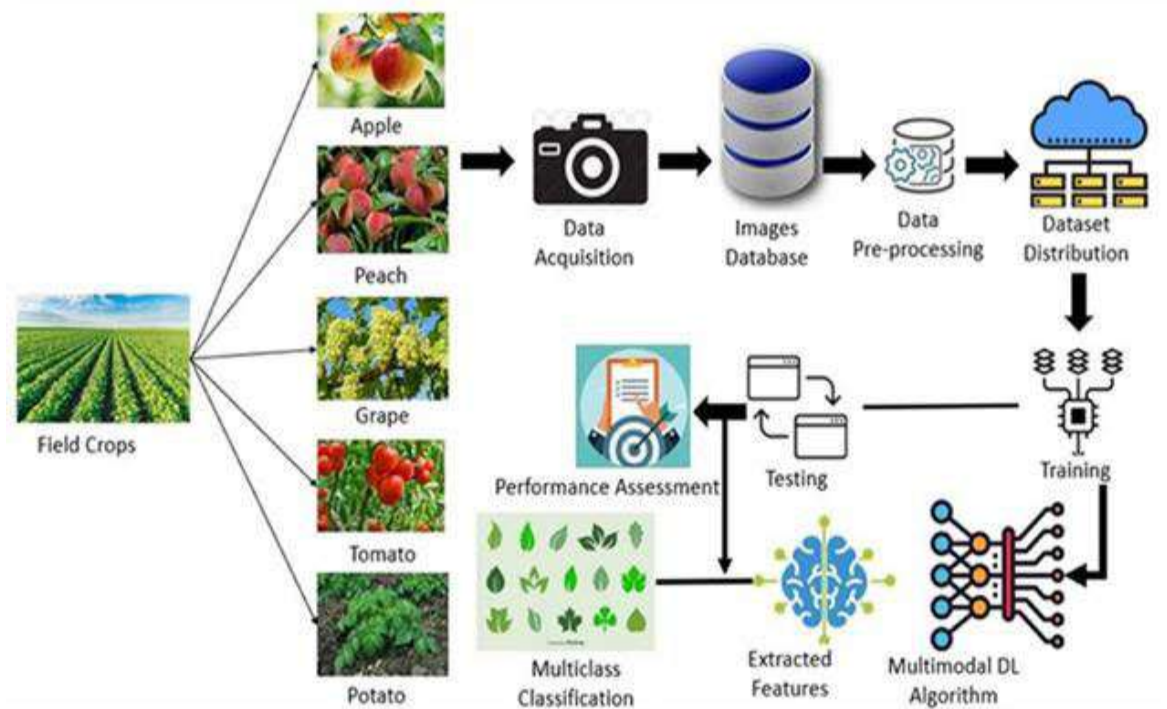 Apple
Peach
Field Crops
Grape
Tomato
Potato
Data
Acquisition
Images
Database
Data
Pre-processing
Dataset
Distribution
Training
Testing
Performance Assessment
Multiclass
Classification
Extracted
Features
Multimodal DL
Algorithm